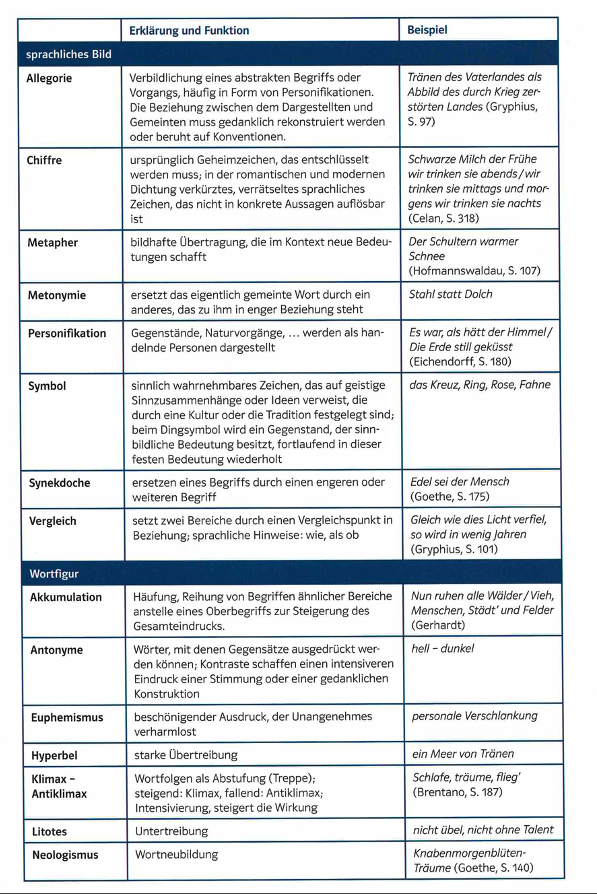 Erklärung und Funktion
Beispiel
sprachliches Bild
Allegorie
Verbildlichung eines abstrakten Begriffs oder
Vorgangs, häufig in Form von Personifikationen.
Die Beziehung zwischen dem Dargestellten und
Gemeinten muss gedanklich rekonstruiert werden
oder beruht auf Konventionen.
Tränen des Vaterlandes als
Abbild des durch Krieg zer-
störten Landes (Gryphius,
S. 97)
Chiffre
ursprünglich Geheimzeichen, das entschlüsselt
werden muss; in der romantischen und modernen
Dichtung verkürztes, verrätseltes sprachliches
Zeichen, das nicht in konkrete Aussagen auflösbar
ist
Schwarze Milch der Frühe
wir trinken sie abends/wir
trinken sie mittags und mor-
gens wir trinken sie nachts
(Celan, S. 318)
Metapher
bildhafte Übertragung, die im Kontext neue Bedeu-
tungen schafft
Der Schultern warmer
Schnee
(Hofmannswaldau, S. 107)
Metonymie
ersetzt das eigentlich gemeinte Wort durch ein
anderes, das zu ihm in enger Beziehung steht
Stahl statt Dolch
Personifikation
Gegenstände, Naturvorgänge, ... werden als han-
delnde Personen dargestellt
Es war, als hätt der Himmel/
Die Erde still geküsst
(Eichendorff, S. 180)
Symbol
sinnlich wahrnehmbares Zeichen, das auf geistige
Sinnzusammenhänge oder Ideen verweist, die
durch eine Kultur oder die Tradition festgelegt sind;
beim Dingsymbol wird ein Gegenstand, der sinn-
bildliche Bedeutung besitzt, fortlaufend in dieser
festen Bedeutung wiederholt
das Kreuz, Ring, Rose, Fahne
Synekdoche
ersetzen eines Begriffs durch einen engeren oder
weiteren Begriff
Edel sei der Mensch
(Goethe, S. 175)
Vergleich
setzt zwei Bereiche durch einen Vergleichspunkt in
Beziehung; sprachliche Hinweise: wie, als ob
Gleich wie dies Licht verfiel,
so wird in wenig Jahren
(Gryphius, S. 101)
Wortfigur
Akkumulation
Häufung, Reihung von Begriffen ähnlicher Bereiche
anstelle eines Oberbegriffs zur Steigerung des
Gesamteindrucks.
Nun ruhen alle Wälder/Vieh,
Menschen, Städt' und Felder
(Gerhardt)
Antonyme
Wörter, mit denen Gegensätze ausgedrückt wer-
den können; Kontraste schaffen einen intensiveren
Eindruck einer Stimmung oder einer gedanklichen
Konstruktion
hell – dunkel
Euphemismus
beschönigender Ausdruck, der Unangenehmes
verharmlost
personale Verschlankung
Hyperbel
starke Übertreibung
ein Meer von Tränen
Klimax –
Antiklimax
Wortfolgen als Abstufung (Treppe);
steigend: Klimax, fallend: Antiklimax;
Intensivierung, steigert die Wirkung
Schlafe, träume, flieg'
(Brentano, S. 187)
Litotes
Untertreibung
nicht übel, nicht ohne Talent
Neologismus
Wortneubildung
Knabenmorgenblüten-
Träume (Goethe, S. 140)